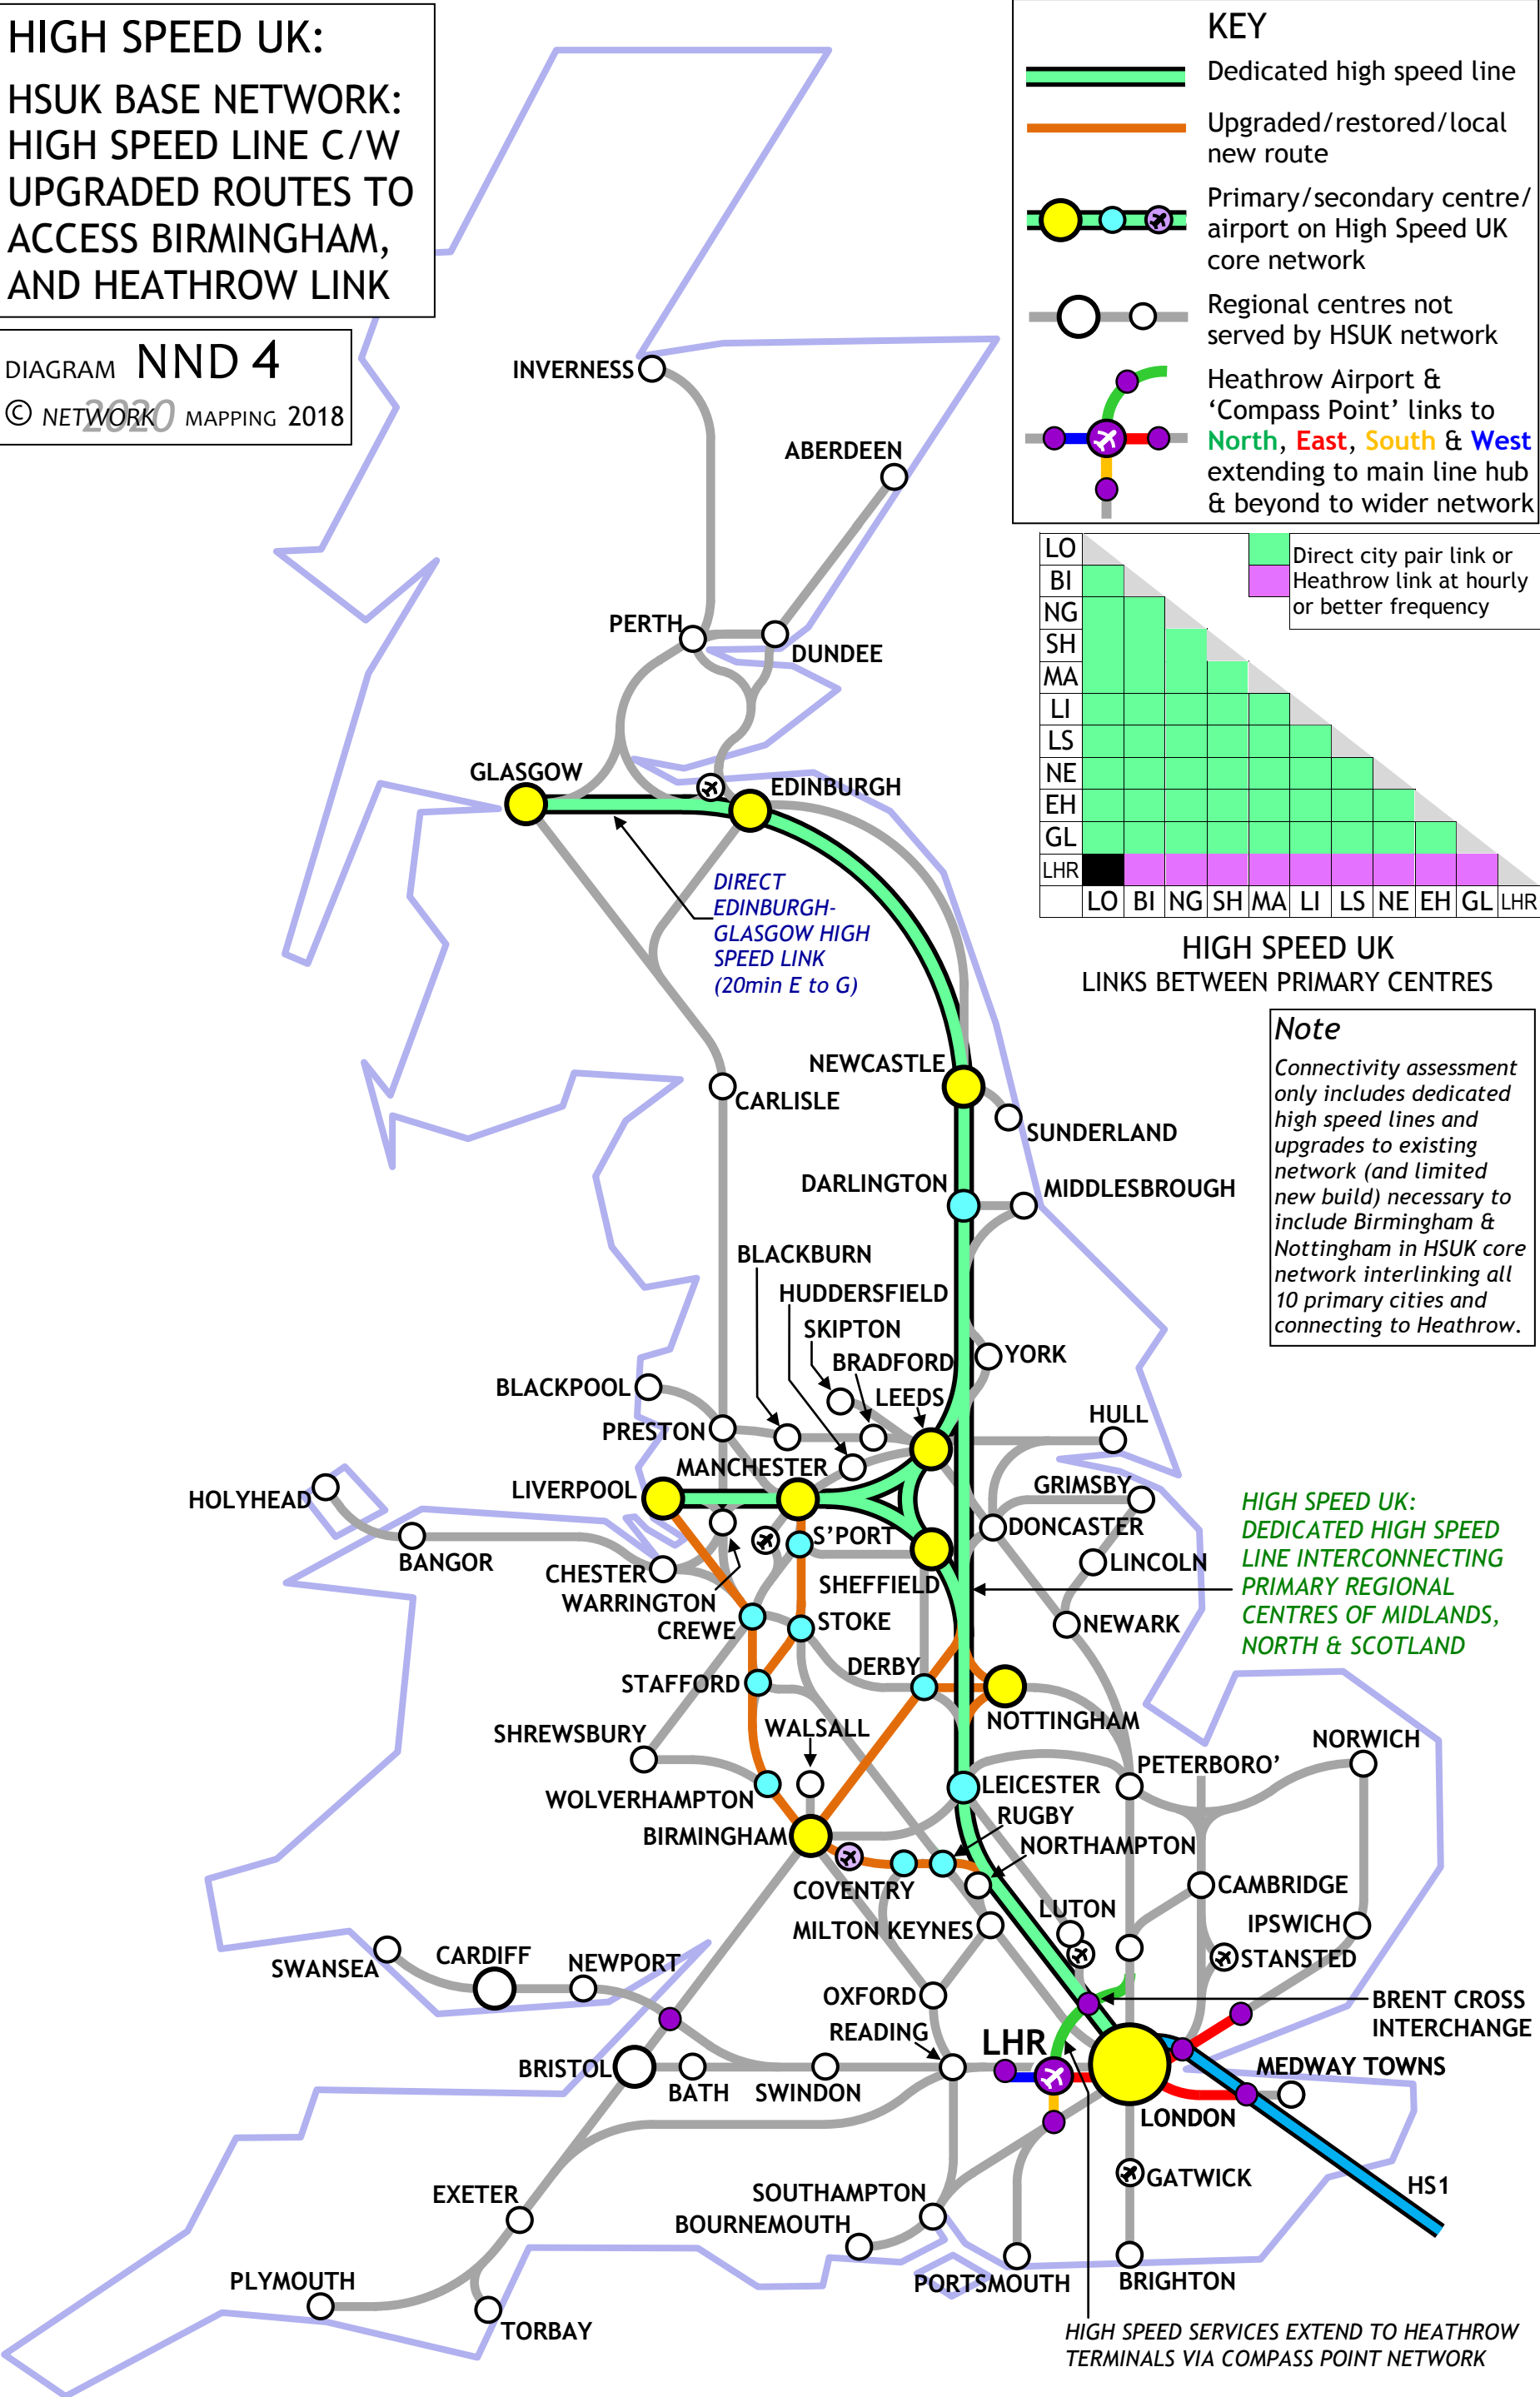 HIGH SPEED UK:
HSUK BASE NETWORK:
HIGH SPEED LINE C/W
UPGRADED ROUTES TO
ACCESS BIRMINGHAM,
AND HEATHROW LINK
DIAGRAM NND 4
© NETWORK 2020 MAPPING 2018
KEY
Dedicated high speed line
Upgraded/restored/local
new route
Primary/secondary centre/
airport on High Speed UK
core network
Regional centres not
served by HSUK network
Heathrow Airport &
‘Compass Point’ links to
North, East, South & West
extending to main line hub
& beyond to wider network
LO
BI
NG
SH
MA
LI
LS
NE
EH
GL
LHR
LO BI NG SH MA LI LS NE EH GL LHR
Direct city pair link or
Heathrow link at hourly
or better frequency
HIGH SPEED UK
LINKS BETWEEN PRIMARY CENTRES
Note
Connectivity assessment
only includes dedicated
high speed lines and
upgrades to existing
network (and limited
new build) necessary to
include Birmingham &
Nottingham in HSUK core
network interlinking all
10 primary cities and
connecting to Heathrow.
INVERNESS
ABERDEEN
PERTH
DUNDEE
GLASGOW
EDINBURGH
DIRECT
EDINBURGH-
GLASGOW HIGH
SPEED LINK
(20min E to G)
NEWCASTLE
CARLISLE
SUNDERLAND
DARLINGTON
MIDDLESBROUGH
BLACKBURN
HUDDERSFIELD
SKIPTON
BRADFORD
YORK
LEEDS
BLACKPOOL
PRESTON
HULL
MANCHESTER
LIVERPOOL
HOLYHEAD
GRIMSBY
BANGOR
S’PORT
DONCASTER
CHESTER
LINCOLN
WARRINGTON
SHEFFIELD
CREWE
STOKE
NEWARK
HIGH SPEED UK:
DEDICATED HIGH SPEED
LINE INTERCONNECTING
PRIMARY REGIONAL
CENTRES OF MIDLANDS,
NORTH & SCOTLAND
STAFFORD
DERBY
NOTTINGHAM
SHREWSBURY
WALSALL
NORWICH
PETERBORO’
WOLVERHAMPTON
LEICESTER
RUGBY
BIRMINGHAM
NORTHAMPTON
COVENTRY
CAMBRIDGE
LUTON
MILTON KEYNES
IPSWICH
STANSTED
SWANSEA
CARDIFF
NEWPORT
OXFORD
READING
BRENT CROSS
INTERCHANGE
LHR
BRISTOL
BATH
SWINDON
MEDWAY TOWNS
LONDON
GATWICK
HS1
EXETER
SOUTHAMPTON
BOURNEMOUTH
PLYMOUTH
PORTSMOUTH
BRIGHTON
TORBAY
HIGH SPEED SERVICES EXTEND TO HEATHROW
TERMINALS VIA COMPASS POINT NETWORK